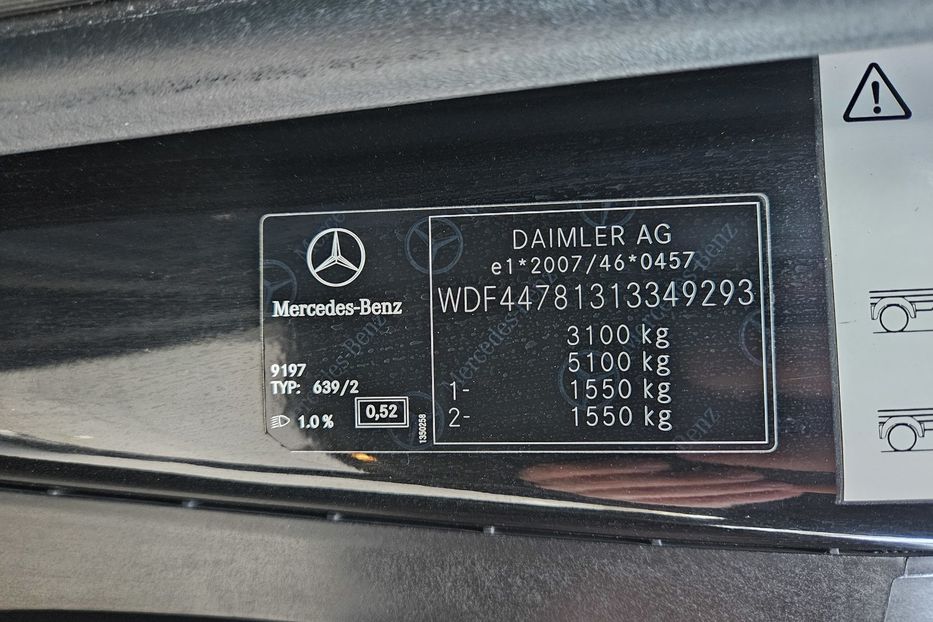 Mercedes-Benz
9197
TYP: 639/2
1.0 %
0,52
1350258
DAIMLER AG
e1*2007/46*0457
WDF44781313349293
3100 kg
5100 kg
1- 1550 kg
2- 1550 kg